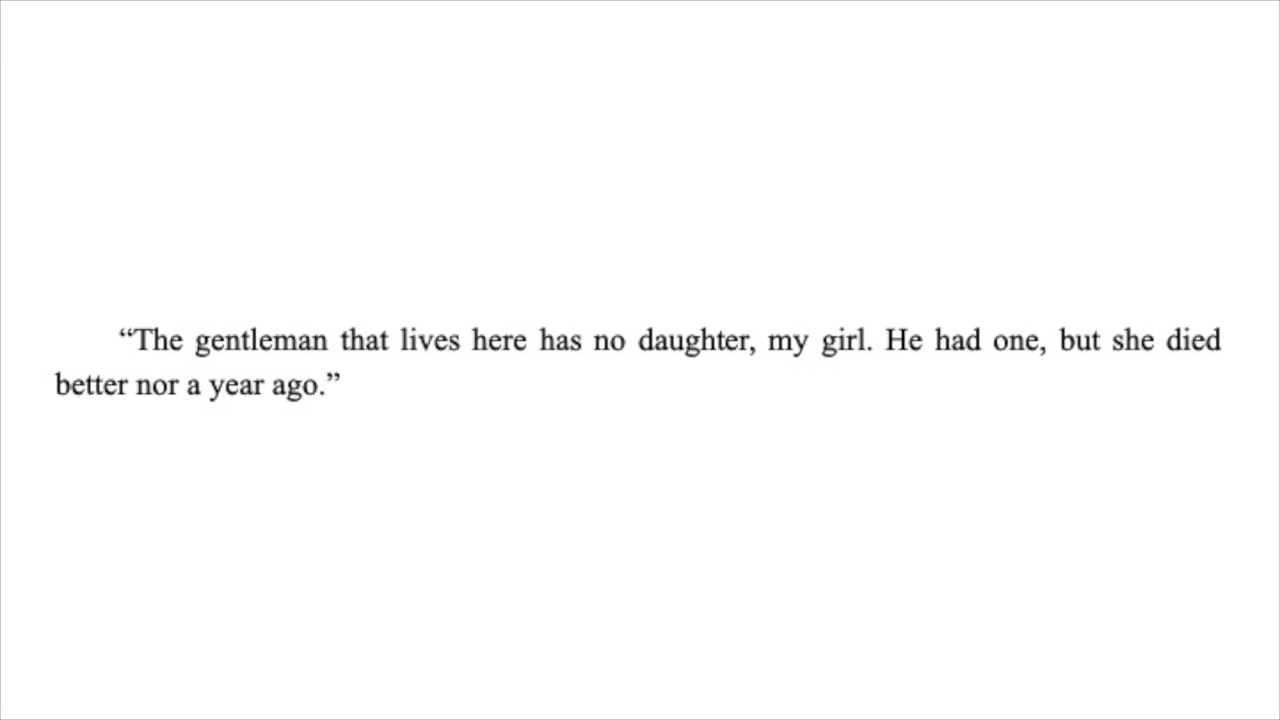 “The gentleman that lives here has no daughter, my girl. He had one, but she died
better nor a year ago.”